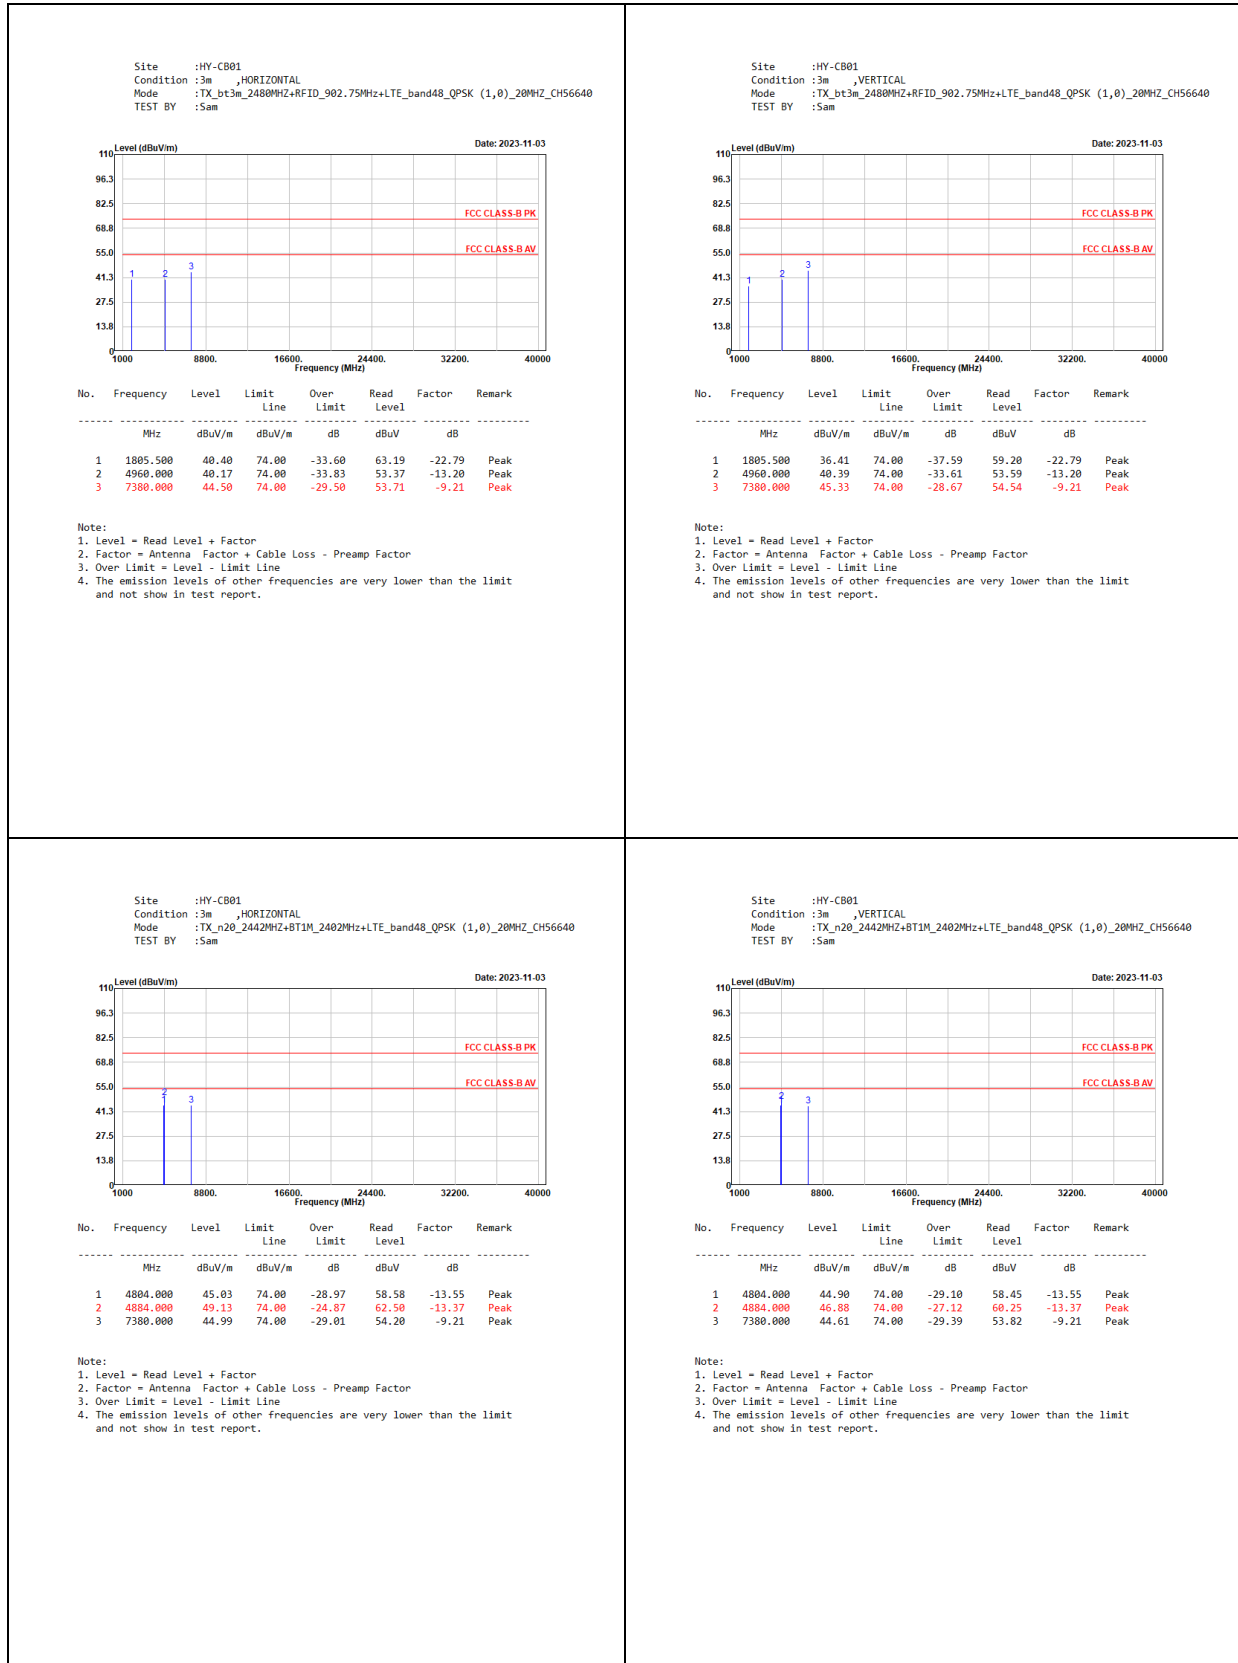 Site :HY-CB01
Condition :3m ,HORIZONTAL
Mode :TX_bt3m_2480MHZ+RFID_902.75MHz+LTE_band48_QPSK (1,0)_20MHZ_CH56640
TEST BY :Sam
Level (dBuV/m) Date: 2023-11-03
110
96.3
82.5
FCC CLASS-B PK
68.8
FCC CLASS-B AV
55.0
41.3
1 2 3
27.5
13.8
0
1000 8800. 16600. 24400. 32200. 40000
Frequency (MHz)
No. Frequency Level Limit Over Read Factor Remark
Line Limit Level
------ ----------- -------- --------- -------- -------- -------- ---------
MHz dBuV/m dBuV/m dB dBuV dB
1 1805.500 40.40 74.00 -33.60 63.19 -22.79 Peak
2 4960.000 40.17 74.00 -33.83 53.37 -13.20 Peak
3 7380.000 44.50 74.00 -29.50 53.71 -9.21 Peak
Note:
1. Level = Read Level + Factor
2. Factor = Antenna Factor + Cable Loss - Preamp Factor
3. Over Limit = Level - Limit Line
4. The emission levels of other frequencies are very lower than the limit
and not show in test report.
Site :HY-CB01
Condition :3m ,VERTICAL
Mode :TX_bt3m_2480MHZ+RFID_902.75MHz+LTE_band48_QPSK (1,0)_20MHZ_CH56640
TEST BY :Sam
Level (dBuV/m) Date: 2023-11-03
110
96.3
82.5
FCC CLASS-B PK
68.8
FCC CLASS-B AV
55.0
41.3
1 2 3
27.5
13.8
0
1000 8800. 16600. 24400. 32200. 40000
Frequency (MHz)
No. Frequency Level Limit Over Read Factor Remark
Line Limit Level
------ ----------- -------- --------- -------- -------- -------- ---------
MHz dBuV/m dBuV/m dB dBuV dB
1 1805.500 36.41 74.00 -37.59 59.20 -22.79 Peak
2 4960.000 40.39 74.00 -33.61 53.59 -13.20 Peak
3 7380.000 45.33 74.00 -28.67 54.54 -9.21 Peak
Note:
1. Level = Read Level + Factor
2. Factor = Antenna Factor + Cable Loss - Preamp Factor
3. Over Limit = Level - Limit Line
4. The emission levels of other frequencies are very lower than the limit
and not show in test report.
Site :HY-CB01
Condition :3m ,HORIZONTAL
Mode :TX_n20_2442MHZ+BT1M_2402MHz+LTE_band48_QPSK (1,0)_20MHZ_CH56640
TEST BY :Sam
Level (dBuV/m) Date: 2023-11-03
110
96.3
82.5
FCC CLASS-B PK
68.8
FCC CLASS-B AV
55.0
41.3
1 2 3
27.5
13.8
0
1000 8800. 16600. 24400. 32200. 40000
Frequency (MHz)
No. Frequency Level Limit Over Read Factor Remark
Line Limit Level
------ ----------- -------- --------- -------- -------- -------- ---------
MHz dBuV/m dBuV/m dB dBuV dB
1 4804.000 45.03 74.00 -28.97 58.58 -13.55 Peak
2 4884.000 49.13 74.00 -24.87 62.50 -13.37 Peak
3 7380.000 44.99 74.00 -29.01 54.20 -9.21 Peak
Note:
1. Level = Read Level + Factor
2. Factor = Antenna Factor + Cable Loss - Preamp Factor
3. Over Limit = Level - Limit Line
4. The emission levels of other frequencies are very lower than the limit
and not show in test report.
Site :HY-CB01
Condition :3m ,VERTICAL
Mode :TX_n20_2442MHZ+BT1M_2402MHz+LTE_band48_QPSK (1,0)_20MHZ_CH56640
TEST BY :Sam
Level (dBuV/m) Date: 2023-11-03
110
96.3
82.5
FCC CLASS-B PK
68.8
FCC CLASS-B AV
55.0
41.3
2 3
27.5
13.8
0
1000 8800. 16600. 24400. 32200. 40000
Frequency (MHz)
No. Frequency Level Limit Over Read Factor Remark
Line Limit Level
------ ----------- -------- --------- -------- -------- -------- ---------
MHz dBuV/m dBuV/m dB dBuV dB
1 4804.000 44.90 74.00 -29.10 58.45 -13.55 Peak
2 4884.000 46.88 74.00 -27.12 60.25 -13.37 Peak
3 7380.000 44.61 74.00 -29.39 53.82 -9.21 Peak
Note:
1. Level = Read Level + Factor
2. Factor = Antenna Factor + Cable Loss - Preamp Factor
3. Over Limit = Level - Limit Line
4. The emission levels of other frequencies are very lower than the limit
and not show in test report.